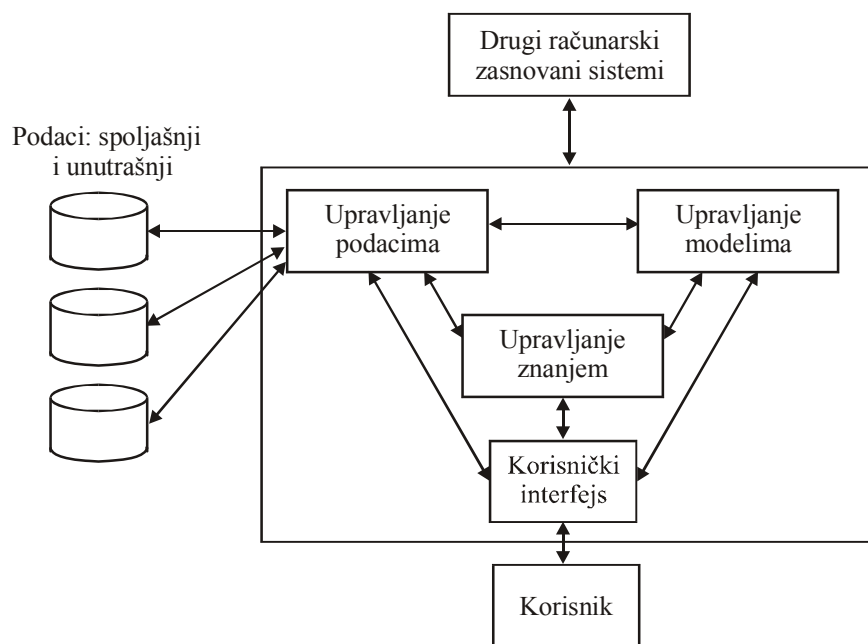 Drugi računarski
zasnovani sistemi
Podaci: spoljašnji
i unutrašnji
Upravljanje
podacima
Upravljanje
modelima
Upravljanje
znanjem
Korisnički
interfejs
Korisnik